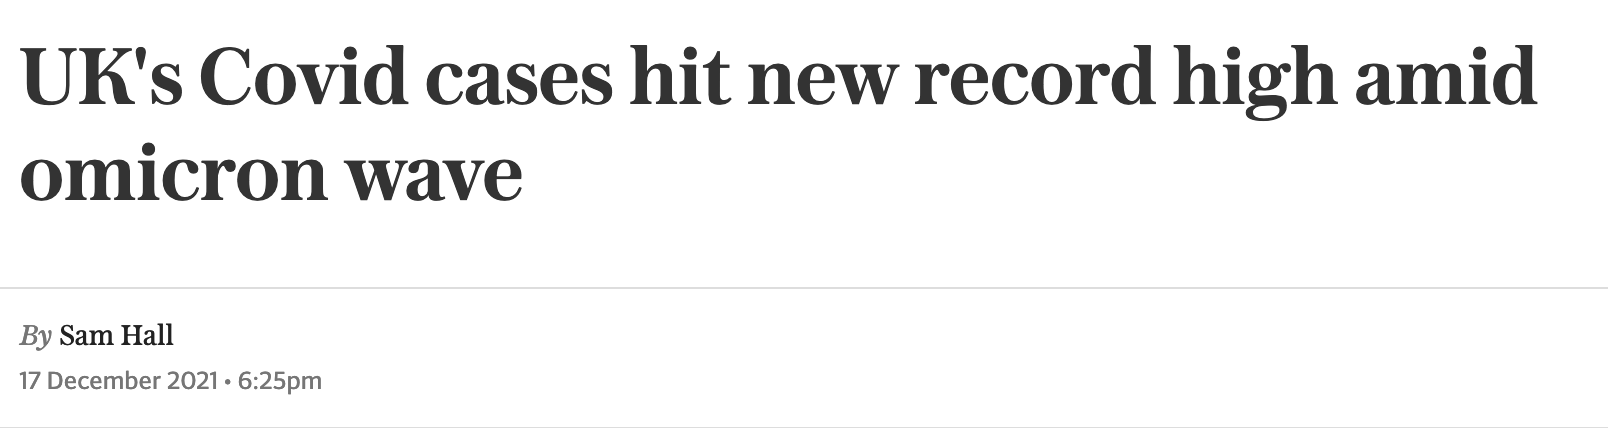 UK's Covid cases hit new record high amid
omicron wave
By Sam Hall
17 December 2021 • 6:25pm